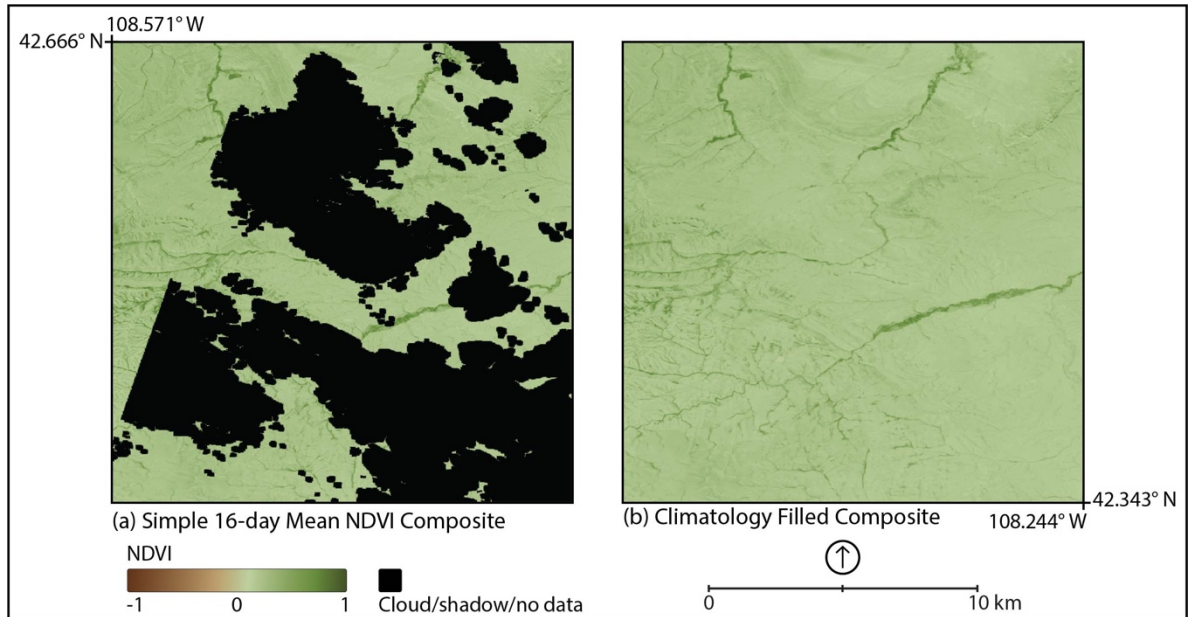 108.571° W
42.666° N
42.343° N
(a) Simple 16-day Mean NDVI Composite
(b) Climatology Filled Composite
108.244° W
NDVI
-1 0 1
Cloud/shadow/no data
0 10 km